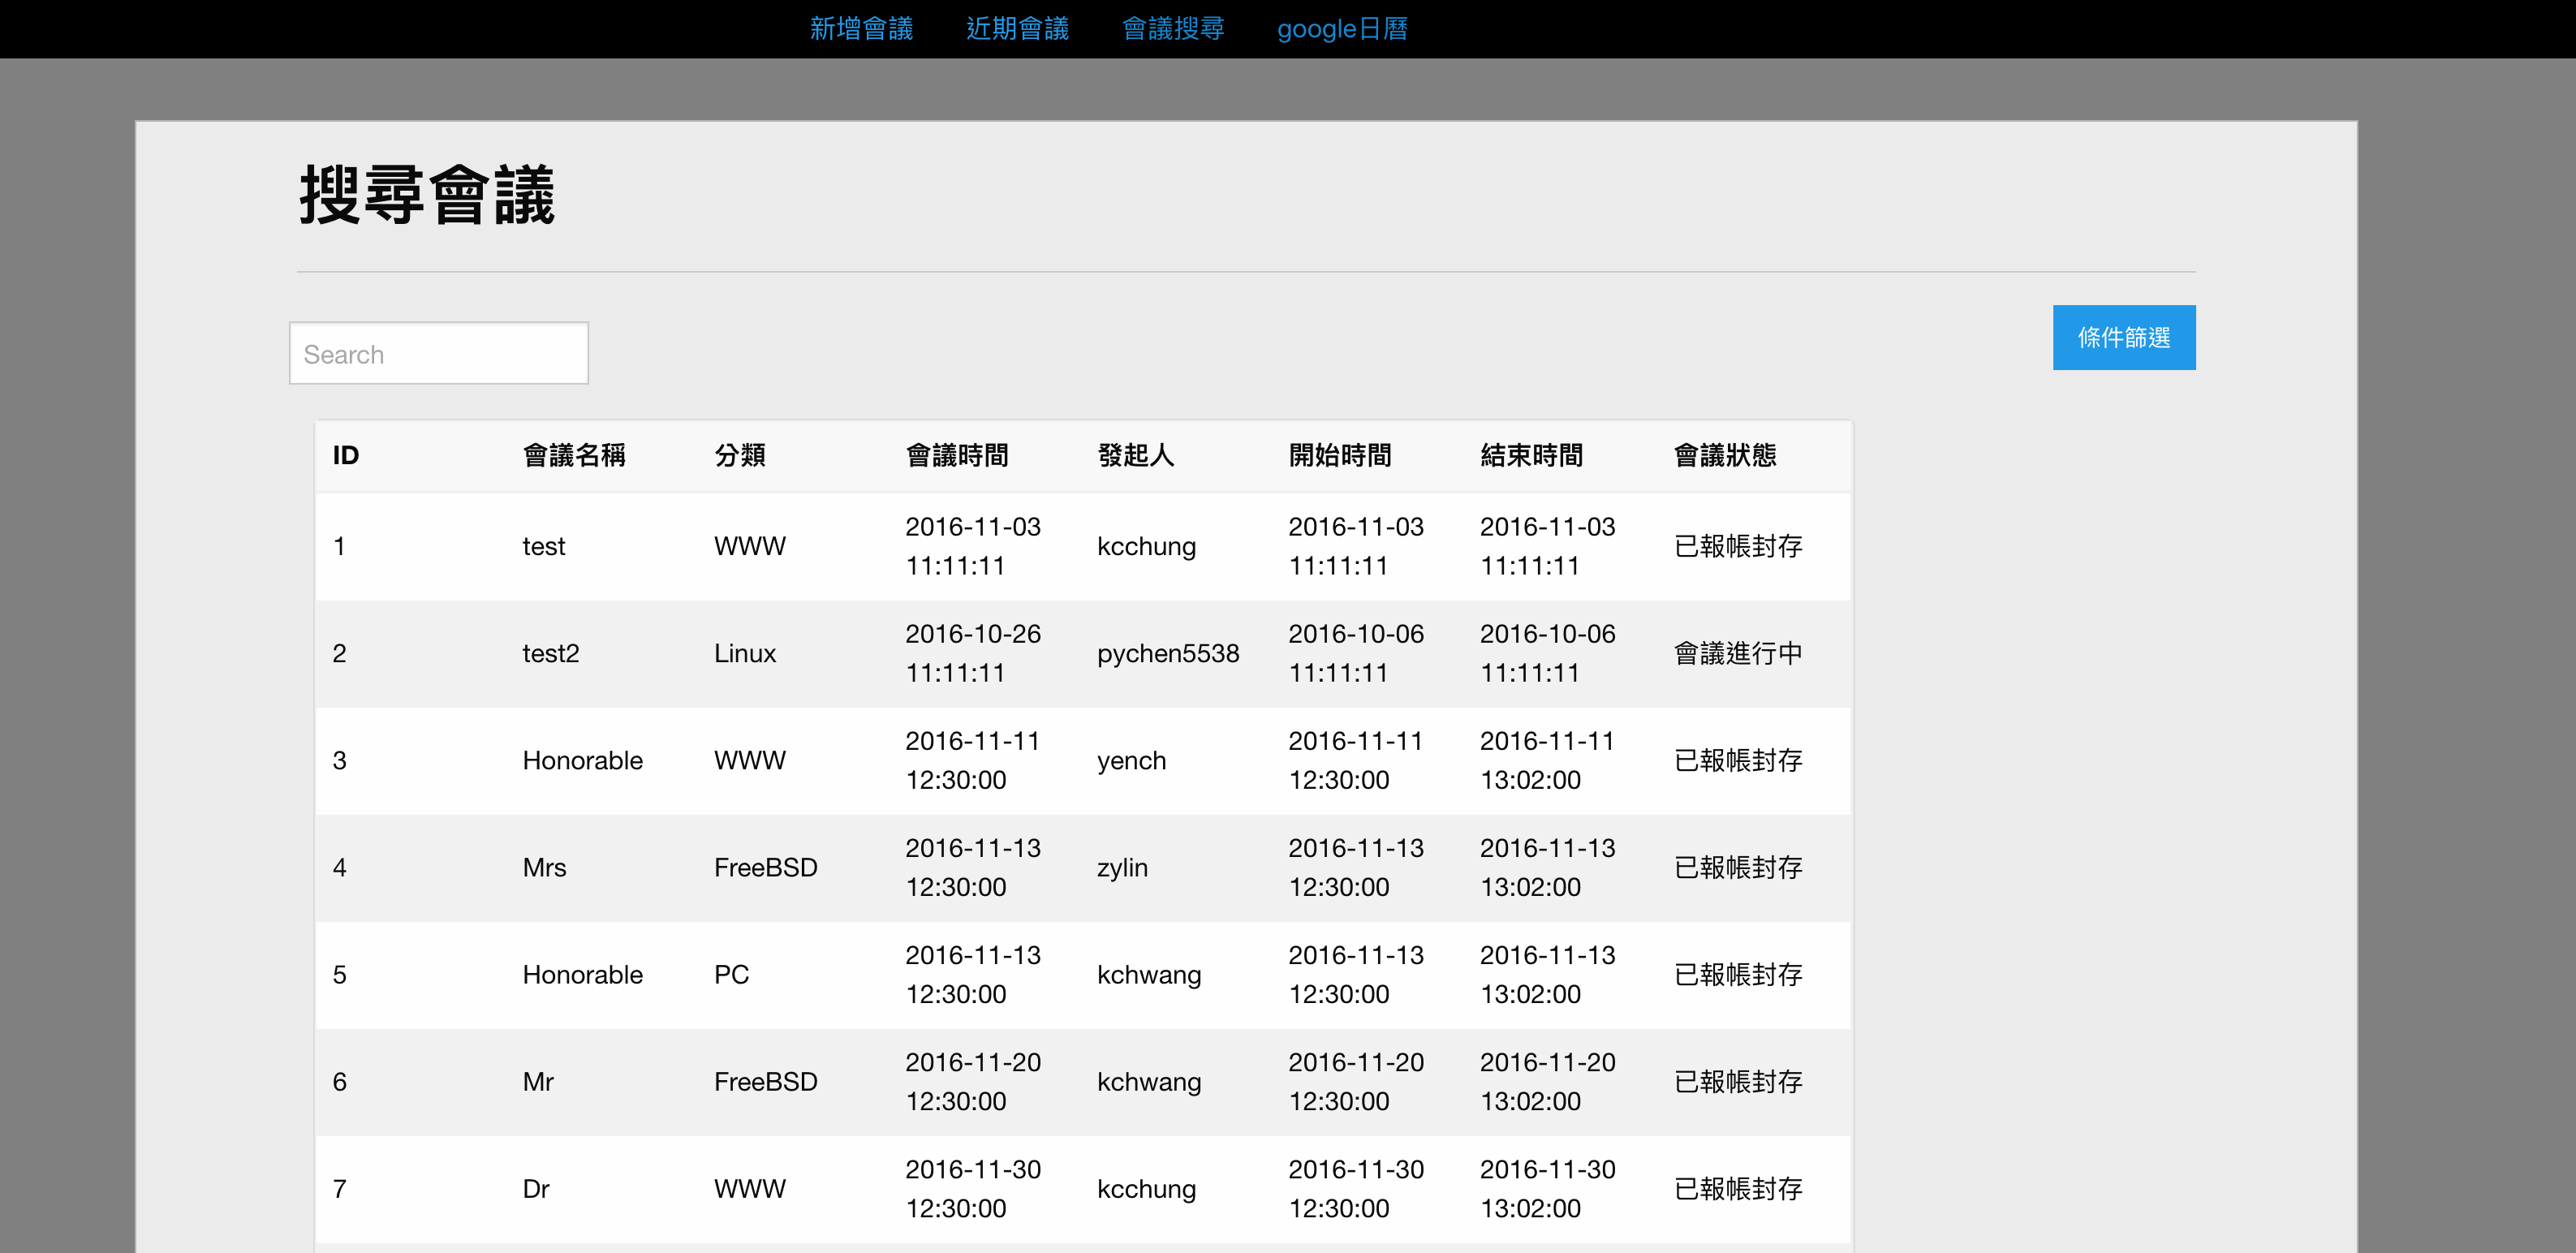 新增會議 近期會議 會議搜尋 google日曆
搜尋會議
Search
條件篩選
ID 會議名稱 分類 會議時間 發起人 開始時間 結束時間 會議狀態
1 test WWW 2016-11-03 11:11:11 kcchung 2016-11-03 11:11:11 2016-11-03 11:11:11 已報帳封存
2 test2 Linux 2016-10-26 11:11:11 pychen5538 2016-10-06 11:11:11 2016-10-06 11:11:11 會議進行中
3 Honorable WWW 2016-11-11 12:30:00 yench 2016-11-11 12:30:00 2016-11-11 13:02:00 已報帳封存
4 Mrs FreeBSD 2016-11-13 12:30:00 zylin 2016-11-13 12:30:00 2016-11-13 13:02:00 已報帳封存
5 Honorable PC 2016-11-13 12:30:00 kchwang 2016-11-13 12:30:00 2016-11-13 13:02:00 已報帳封存
6 Mr FreeBSD 2016-11-20 12:30:00 kchwang 2016-11-20 12:30:00 2016-11-20 13:02:00 已報帳封存
7 Dr WWW 2016-11-30 12:30:00 kcchung 2016-11-30 12:30:00 2016-11-30 13:02:00 已報帳封存